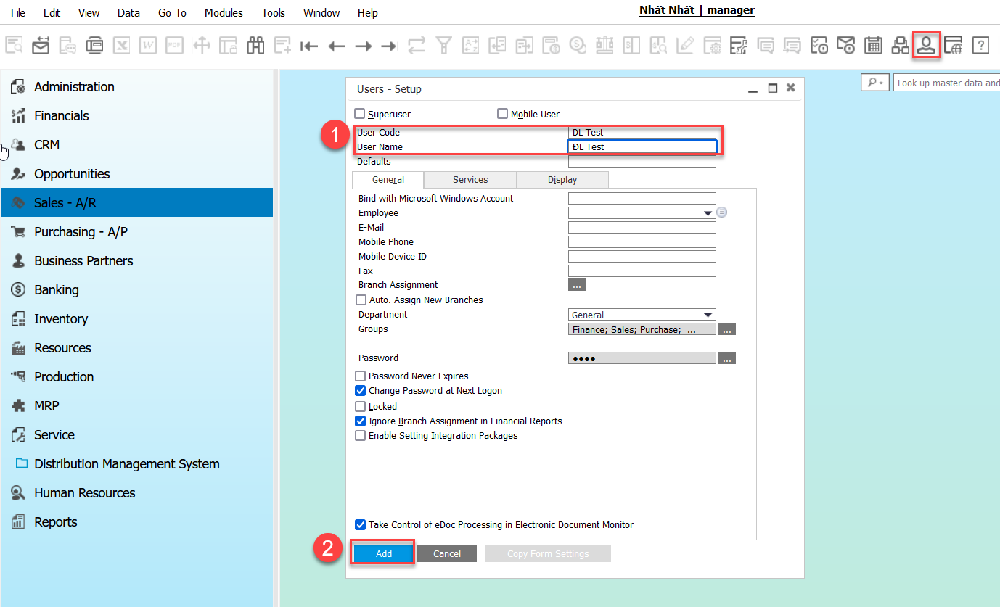 File Edit View Data Go To Modules Tools Window Help
Nhất Nhất | manager
Look up master data and
Administration
Financials
CRM
Opportunities
Sales - A/R
Purchasing - A/P
Business Partners
Banking
Inventory
Resources
Production
MRP
Service
Distribution Management System
Human Resources
Reports
Users - Setup
Superuser Mobile User
1
User Code DL Test
User Name ĐL Test
Defaults
General Services Display
Bind with Microsoft Windows Account
Employee
E-Mail
Mobile Phone
Mobile Device ID
Fax
Branch Assignment ...
Auto. Assign New Branches
Department General
Groups Finance; Sales; Purchase; ... ...
Password ●●●● ...
Password Never Expires
Change Password at Next Logon
Locked
Ignore Branch Assignment in Financial Reports
Enable Setting Integration Packages
Take Control of eDoc Processing in Electronic Document Monitor
2
Add Cancel Copy Form Settings